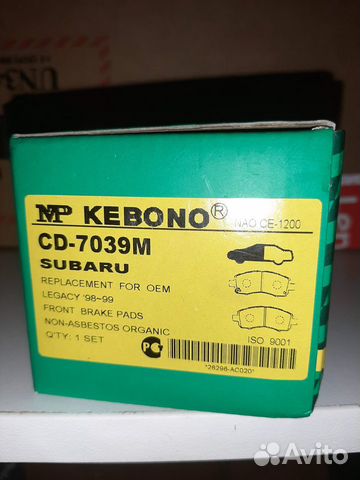 UN34
MP KEBONO®
NAO CE-1200
CD-7039M
SUBARU
REPLACEMENT FOR OEM
LEGACY '98~99
FRONT BRAKE PADS
NON-ASBESTOS ORGANIC
Q'TY: 1 SET
ISO 9001
*26296-AC020*
Avito